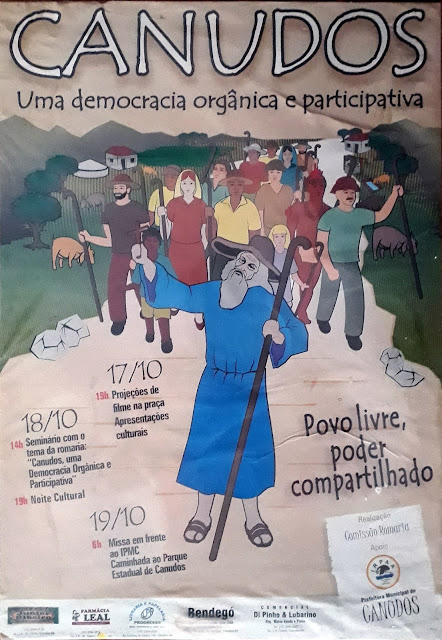 CANUDOS
Uma democracia orgânica e participativa
17/10
19h Projeções de
filme na praça
Apresentações
culturais
18/10
14h Seminário com o
tema da romaria:
"Canudos, uma
Democracia Orgânica e
Participativa"
19h Noite Cultural
19/10
6h Missa em frente
ao IPMC
Caminhada ao Parque
Estadual de Canudos
Povo livre,
poder
compartilhado
Realização
Comissão Romaria
Apoio
Prefeitura Municipal de
CANUDOS
FARMÁCIA
LEAL
PROGRESSO
Bendegó
COMERCIAL
Di Pinho & Lubarino